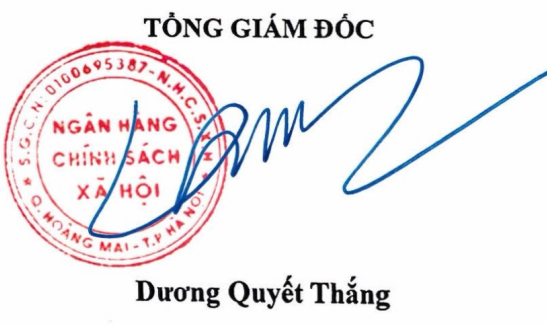 TỔNG GIÁM ĐỐC
S.G.C.N: 0100695387-N.H.C.S.X.H
NGÂN HÀNG
CHÍNH SÁCH
XÃ HỘI
Q. HOÀNG MAI - T.P HÀ NỘI
Dương Quyết Thắng